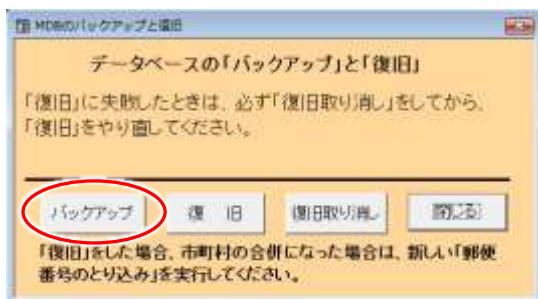 MDBのバックアップと復旧
データベースの「バックアップ」と「復旧」
「復旧」に失敗したときは、必ず「復旧取り消し」をしてから、
「復旧」をやり直してください。
バックアップ 復 旧 復旧取り消し 閉じる
「復旧」をした場合、市町村の合併になった場合は、新しい「郵便
番号のとり込み」を実行してください。